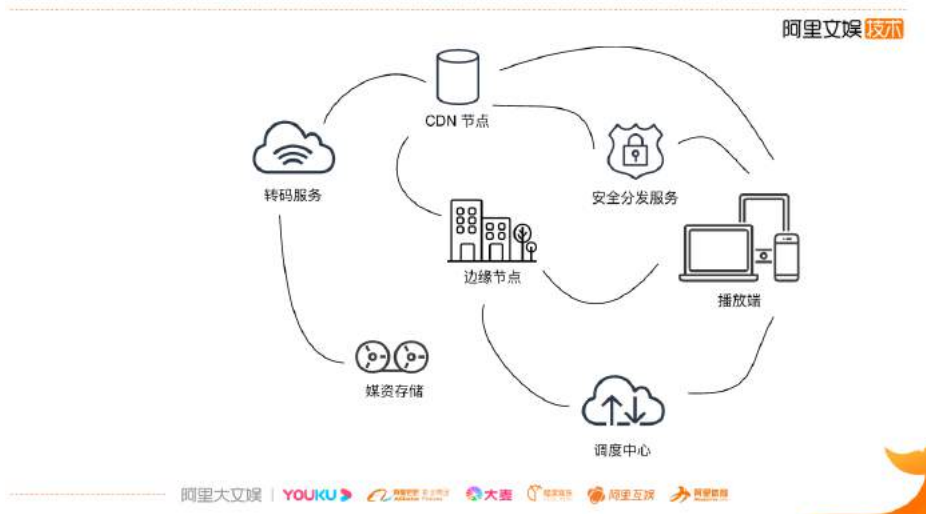 阿里文娱 技术
CDN 节点
转码服务
安全分发服务
边缘节点
播放端
媒资存储
调度中心
阿里大文娱 | YOUKU 大麦 阿里互娱